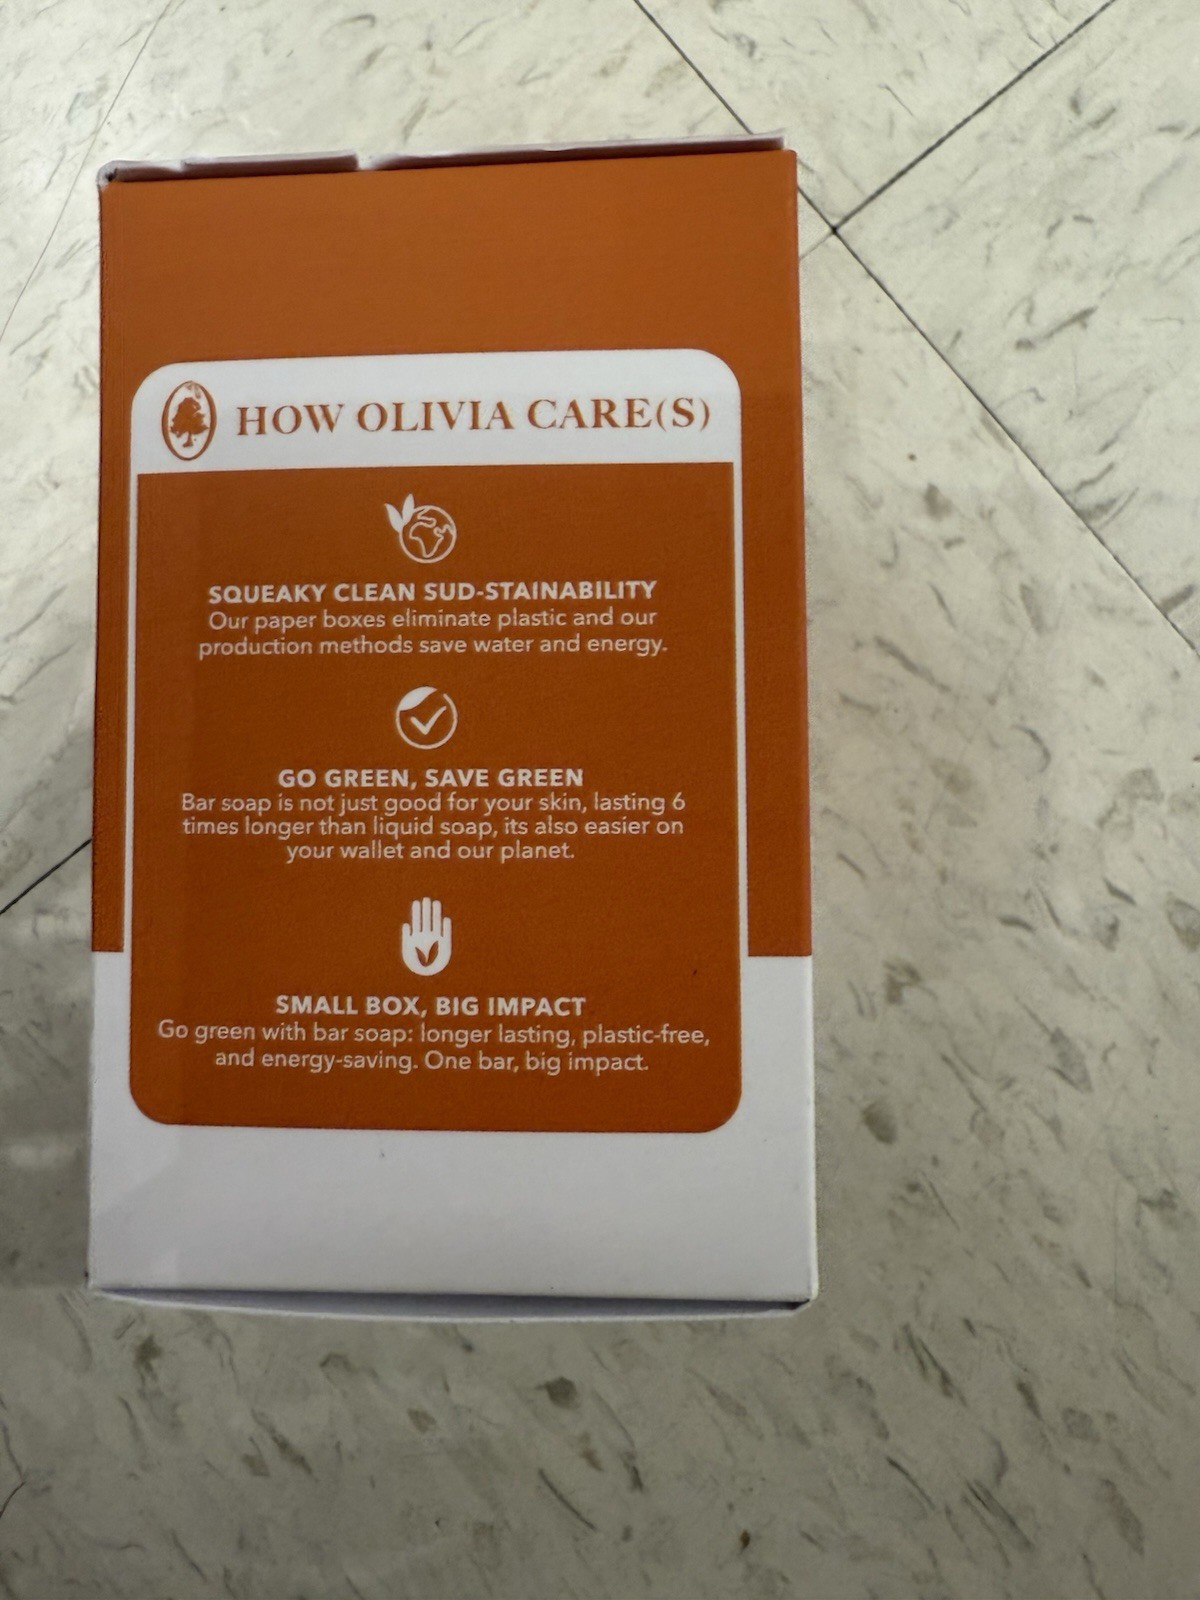 HOW OLIVIA CARE(S)
SQUEAKY CLEAN SUD-STAINABILITY
Our paper boxes eliminate plastic and our
production methods save water and energy.
GO GREEN, SAVE GREEN
Bar soap is not just good for your skin, lasting 6
times longer than liquid soap, its also easier on
your wallet and our planet.
SMALL BOX, BIG IMPACT
Go green with bar soap: longer lasting, plastic-free,
and energy-saving. One bar, big impact.